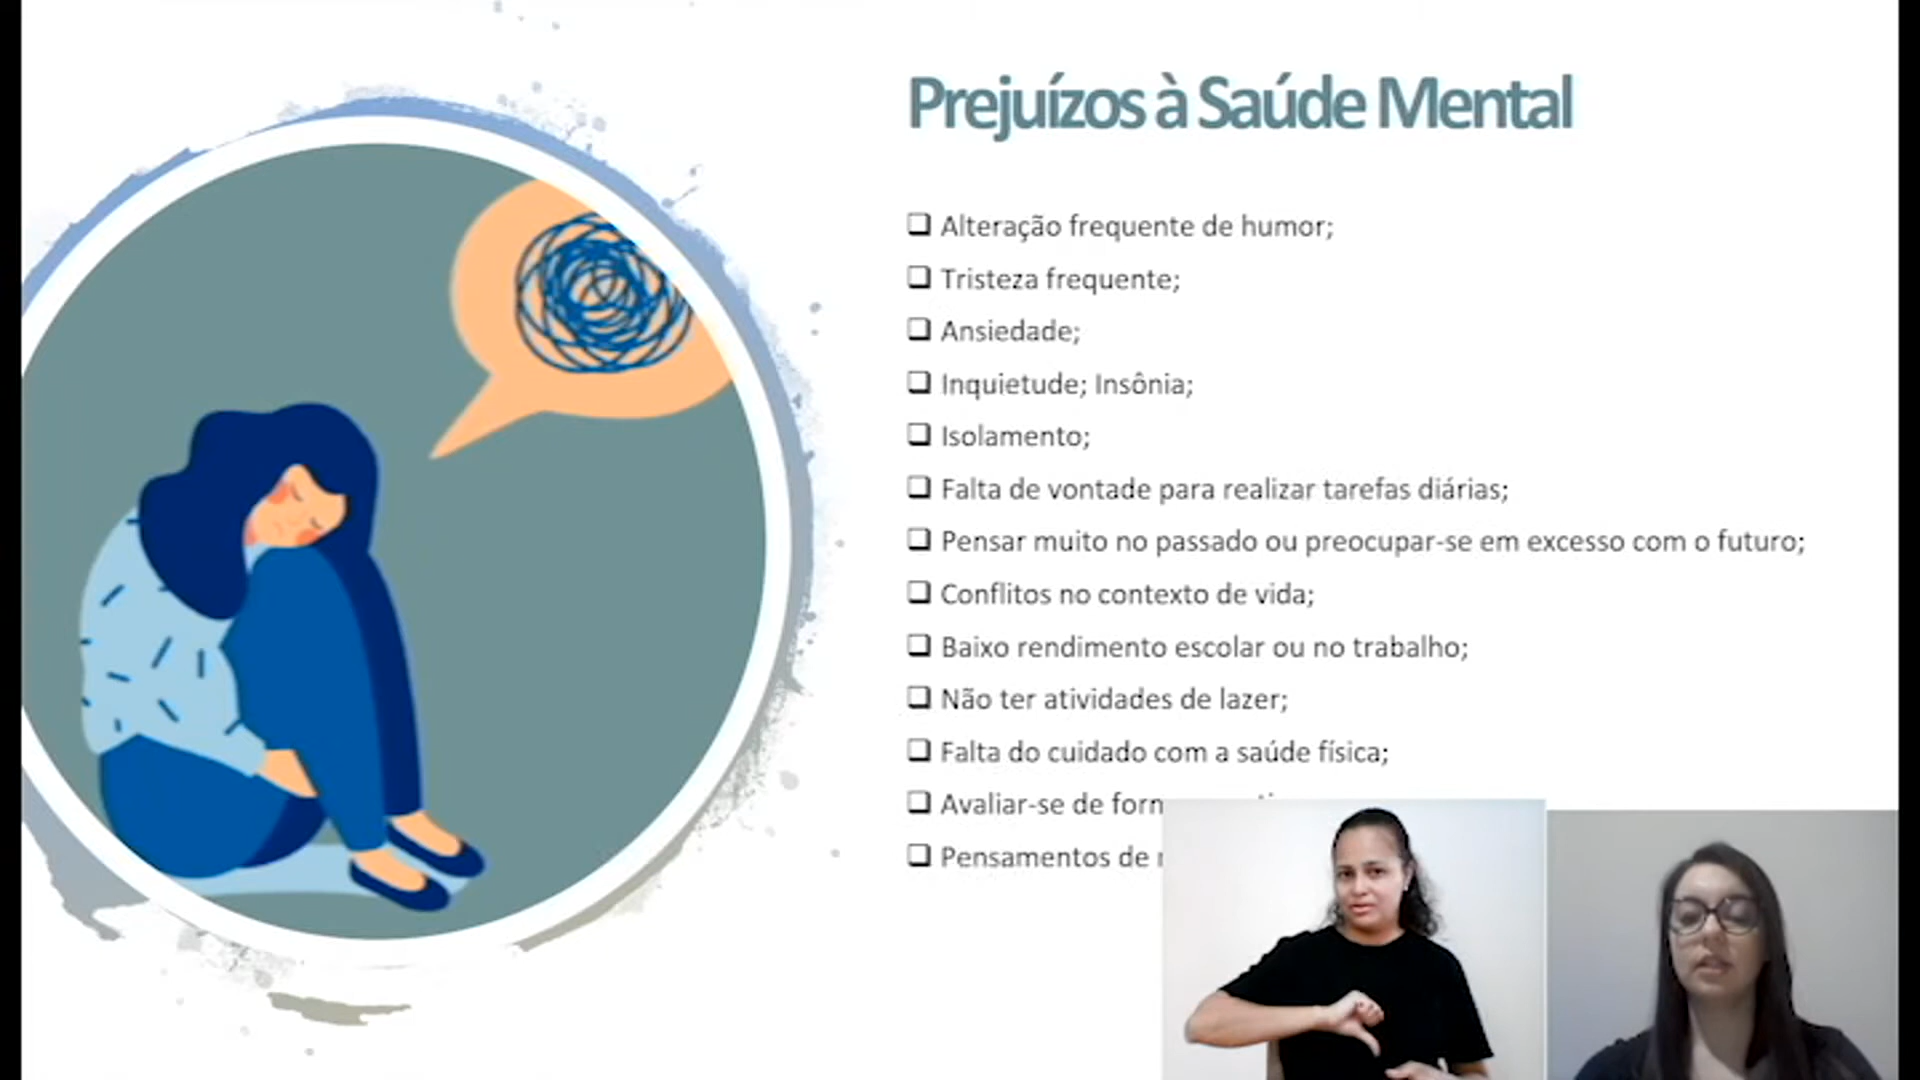 Prejuízos à Saúde Mental
Alteração frequente de humor;
Tristeza frequente;
Ansiedade;
Inquietude; Insônia;
Isolamento;
Falta de vontade para realizar tarefas diárias;
Pensar muito no passado ou preocupar-se em excesso com o futuro;
Conflitos no contexto de vida;
Baixo rendimento escolar ou no trabalho;
Não ter atividades de lazer;
Falta do cuidado com a saúde física;
Avaliar-se de
Pensamentos de